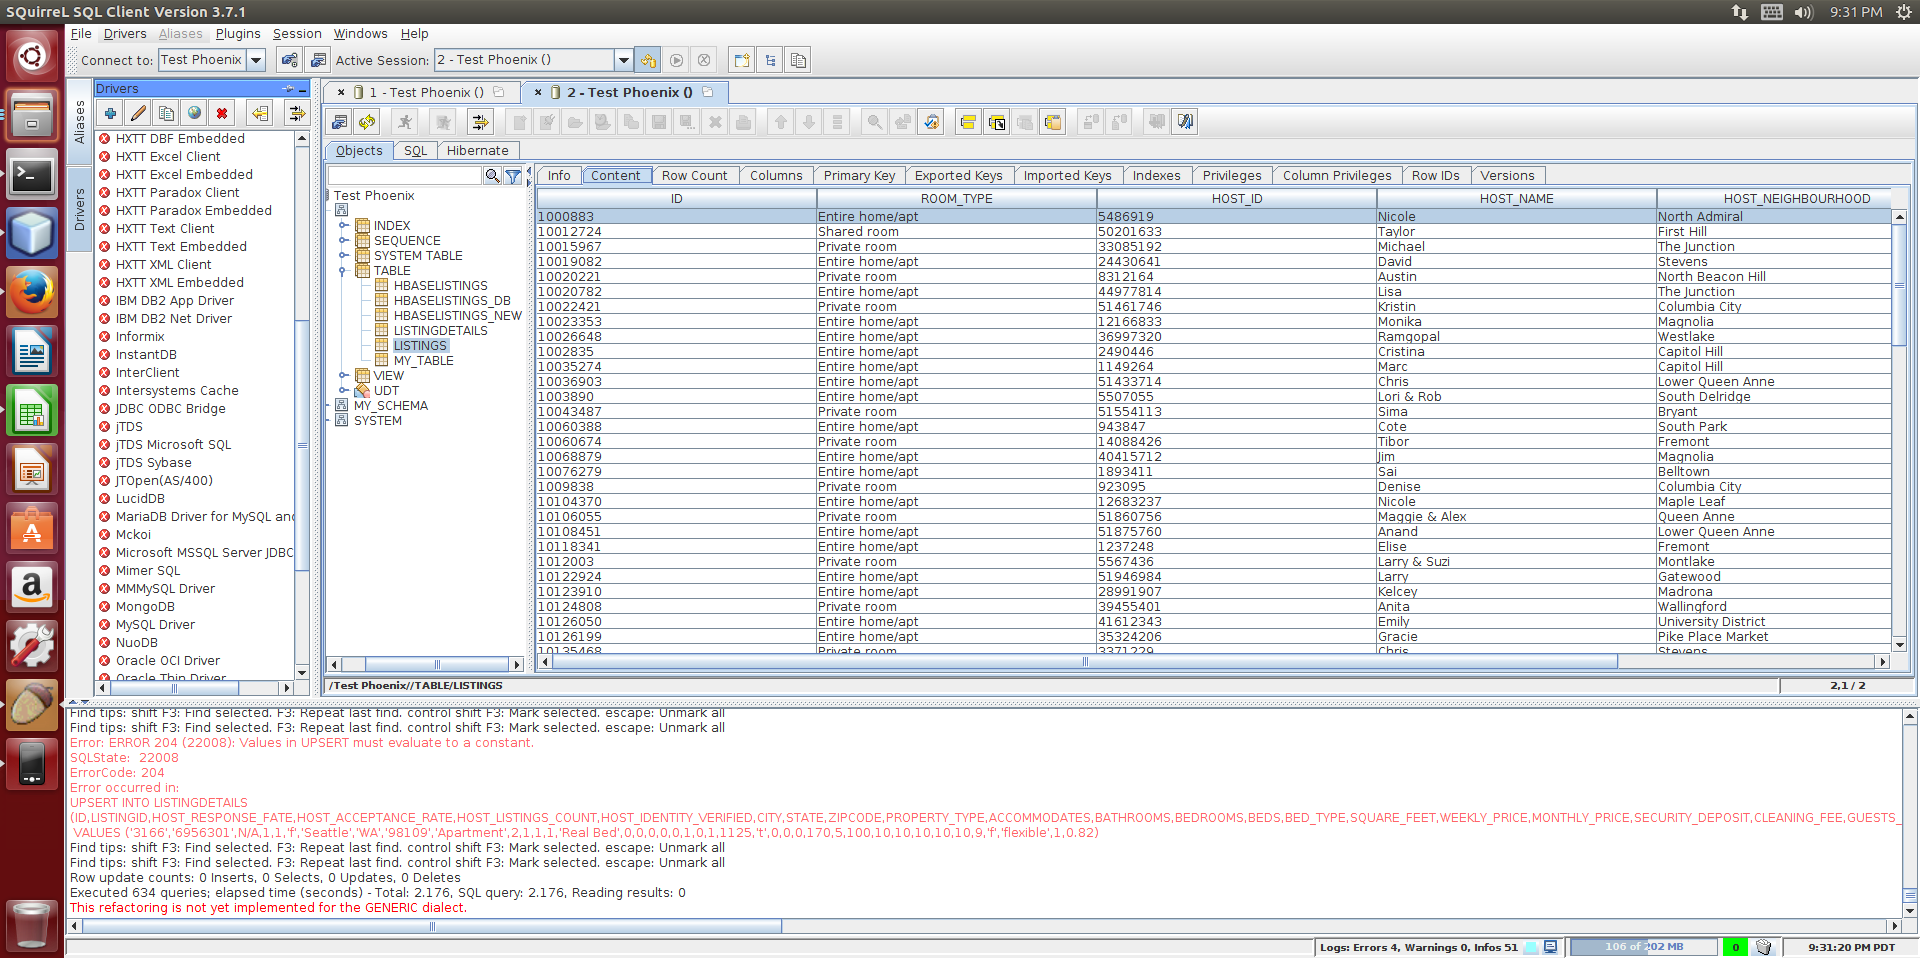 SQuirreL SQL Client Version 3.7.1
9:31 PM
File Drivers Aliases Plugins Session Windows Help
Connect to: Test Phoenix Active Session: 2 - Test Phoenix ()
Aliases
Drivers
Drivers
HXTT DBF Embedded
HXTT Excel Client
HXTT Excel Embedded
HXTT Paradox Client
HXTT Paradox Embedded
HXTT Text Client
HXTT Text Embedded
HXTT XML Client
HXTT XML Embedded
IBM DB2 App Driver
IBM DB2 Net Driver
Informix
InstantDB
InterClient
Intersystems Cache
JDBC ODBC Bridge
jTDS
jTDS Microsoft SQL
jTDS Sybase
JTOpen(AS/400)
LucidDB
MariaDB Driver for MySQL and
Mckoi
Microsoft MSSQL Server JDBC
Mimer SQL
MMMySQL Driver
MongoDB
MySQL Driver
NuoDB
Oracle OCI Driver
Oracle Thin Driver
1 - Test Phoenix () 2 - Test Phoenix ()
Objects SQL Hibernate
Test Phoenix
INDEX
SEQUENCE
SYSTEM TABLE
TABLE
HBASELISTINGS
HBASELISTINGS_DB
HBASELISTINGS_NEW
LISTINGDETAILS
LISTINGS
MY_TABLE
VIEW
UDT
MY_SCHEMA
SYSTEM
Info Content Row Count Columns Primary Key Exported Keys Imported Keys Indexes Privileges Column Privileges Row IDs Versions
ID ROOM_TYPE HOST_ID HOST_NAME HOST_NEIGHBOURHOOD
1000883 Entire home/apt 5486919 Nicole North Admiral
10012724 Shared room 50201633 Taylor First Hill
10015967 Private room 33085192 Michael The Junction
10019082 Entire home/apt 24430641 David Stevens
10020221 Private room 8312164 Austin North Beacon Hill
10020782 Entire home/apt 44977814 Lisa The Junction
10022421 Private room 51461746 Kristin Columbia City
10023353 Entire home/apt 12166833 Monika Magnolia
10026648 Entire home/apt 36997320 Ramgopal Westlake
1002835 Entire home/apt 2490446 Cristina Capitol Hill
10035274 Entire home/apt 1149264 Marc Capitol Hill
10036903 Entire home/apt 51433714 Chris Lower Queen Anne
1003890 Entire home/apt 5507055 Lori & Rob South Delridge
10043487 Private room 51554113 Sima Bryant
10060388 Entire home/apt 943847 Cote South Park
10060674 Private room 14088426 Tibor Fremont
10068879 Entire home/apt 40415712 Jim Magnolia
10076279 Entire home/apt 1893411 Sai Belltown
1009838 Private room 923095 Denise Columbia City
10104370 Entire home/apt 12683237 Nicole Maple Leaf
10106055 Private room 51860756 Maggie & Alex Queen Anne
10108451 Entire home/apt 51875760 Anand Lower Queen Anne
10118341 Entire home/apt 1237248 Elise Fremont
1012003 Private room 5567436 Larry & Suzi Montlake
10122924 Entire home/apt 51946984 Larry Gatewood
10123910 Entire home/apt 28991907 Kelcey Madrona
10124808 Private room 39455401 Anita Wallingford
10126050 Entire home/apt 41612343 Emily University District
10126199 Entire home/apt 35324206 Gracie Pike Place Market
10135468 Private room 3371229 Chris Stevens
/Test Phoenix//TABLE/LISTINGS 2,1 / 2
Find tips: shift F3: Find selected. F3: Repeat last find. control shift F3: Mark selected. escape: Unmark all
Find tips: shift F3: Find selected. F3: Repeat last find. control shift F3: Mark selected. escape: Unmark all
Error: ERROR 204 (22008): Values in UPSERT must evaluate to a constant.
SQLState: 22008
ErrorCode: 204
Error occurred in:
UPSERT INTO LISTINGDETAILS
(ID,LISTINGID,HOST_RESPONSE_FATE,HOST_ACCEPTANCE_RATE,HOST_LISTINGS_COUNT,HOST_IDENTITY_VERIFIED,CITY,STATE,ZIPCODE,PROPERTY_TYPE,ACCOMMODATES,BATHROOMS,BEDROOMS,BEDS,BED_TYPE,SQUARE_FEET,WEEKLY_PRICE,MONTHLY_PRICE,SECURITY_DEPOSIT,CLEANING_FEE,GUESTS_
VALUES ('3166','6956301',N/A,1,1,'f','Seattle','WA','98109','Apartment',2,1,1,1,'Real Bed',0,0,0,0,0,1,0,1,1125,'t',0,0,0,170,5,100,10,10,10,10,10,9,'f','flexible',1,0.82)
Find tips: shift F3: Find selected. F3: Repeat last find. control shift F3: Mark selected. escape: Unmark all
Find tips: shift F3: Find selected. F3: Repeat last find. control shift F3: Mark selected. escape: Unmark all
Row update counts: 0 Inserts, 0 Selects, 0 Updates, 0 Deletes
Executed 634 queries; elapsed time (seconds) - Total: 2.176, SQL query: 2.176, Reading results: 0
This refactoring is not yet implemented for the GENERIC dialect.
Logs: Errors 4, Warnings 0, Infos 51 106 of 202 MB 0 9:31:20 PM PDT